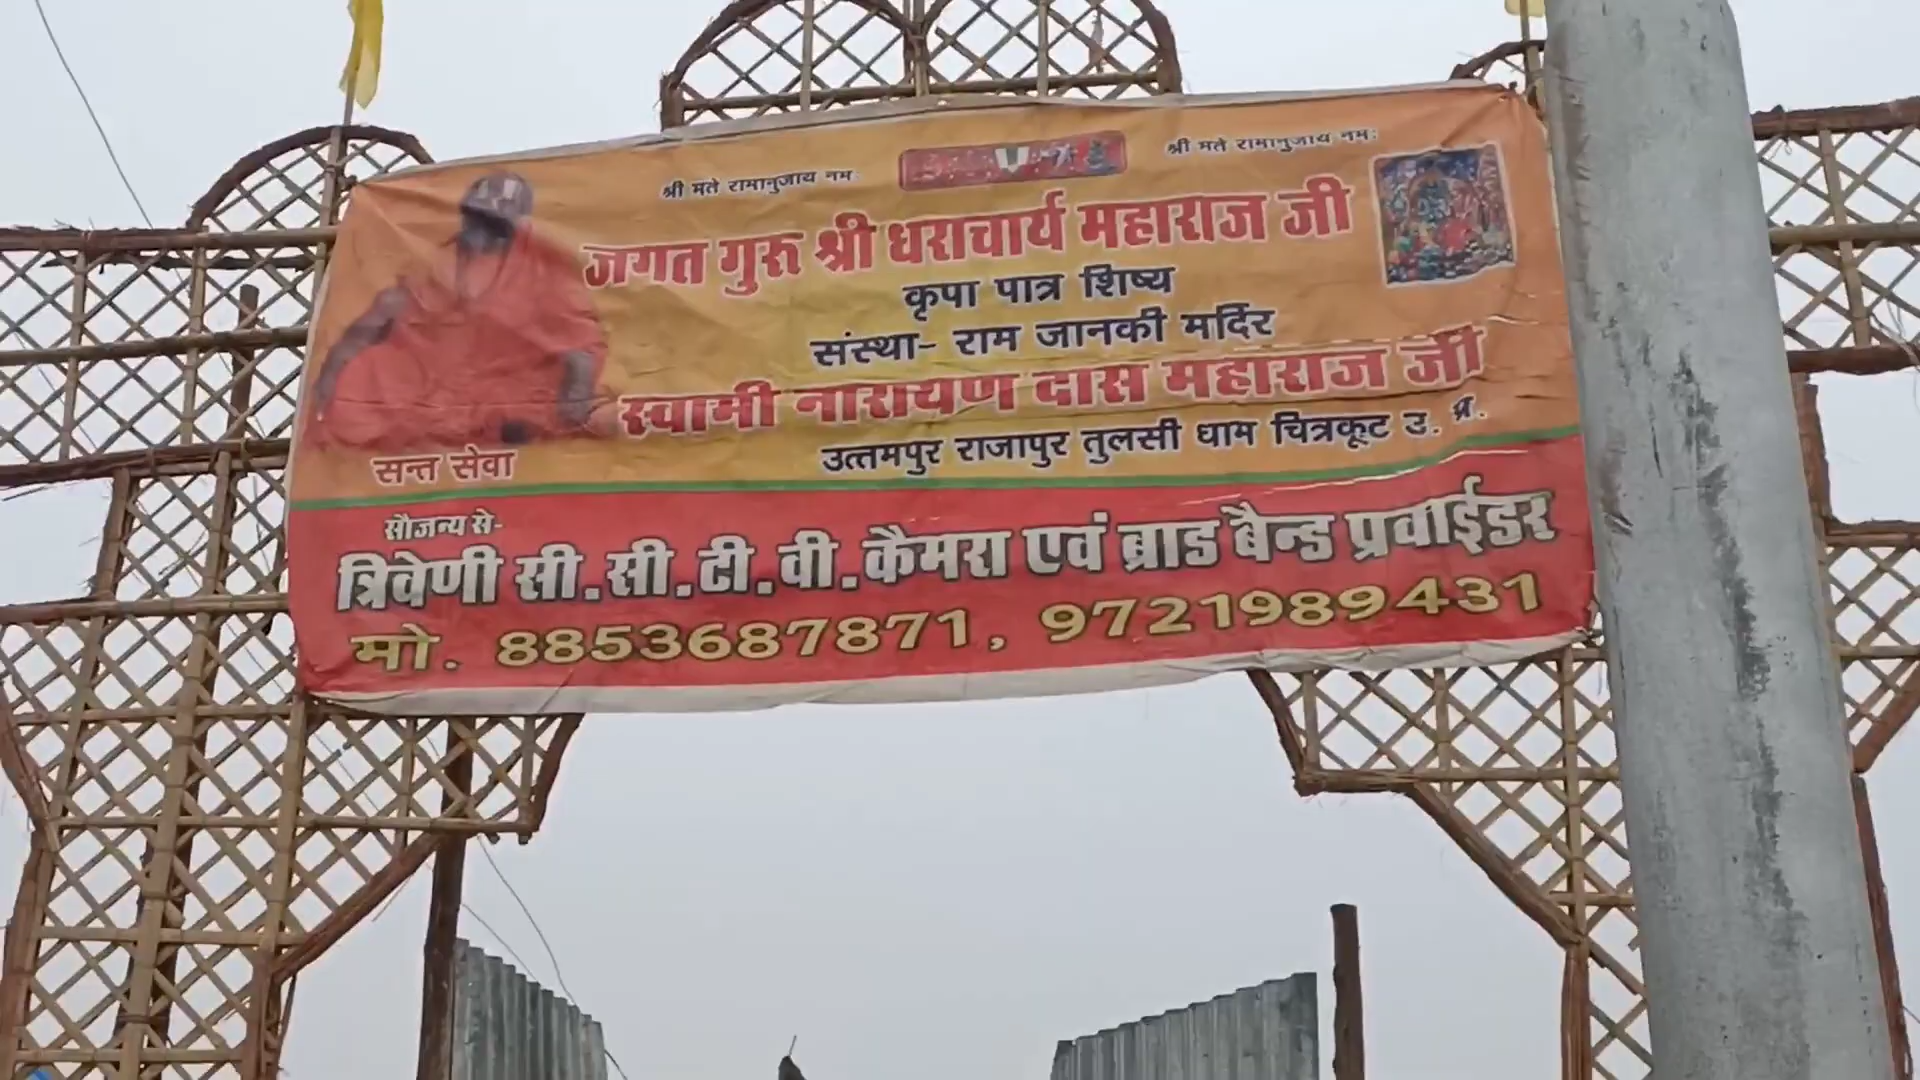 श्री मते रामानुजाय नमः
श्री मते रामानुजाय नमः
जगत गुरू श्री धराचार्य महाराज जी
कृपा पात्र शिष्य
संस्था- राम जानकी मर्दिर
स्वामी नारायण दास महाराज जी
उत्तमपुर राजापुर तुलसी धाम चित्रकूट उ. प्र.
सन्त सेवा
सौजन्य से-
त्रिवेणी सी.सी.टी.वी.कैमरा एवं ब्राड बैन्ड प्रवाईडर
मो. 8853687871, 9721989431